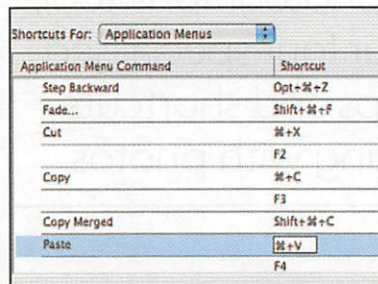 Shortcuts For: Application Menus
Application Menu Command Shortcut
Step Backward Opt+⌘+Z
Fade... Shift+⌘+F
Cut ⌘+X
F2
Copy ⌘+C
F3
Copy Merged Shift+⌘+C
Paste ⌘+V
F4